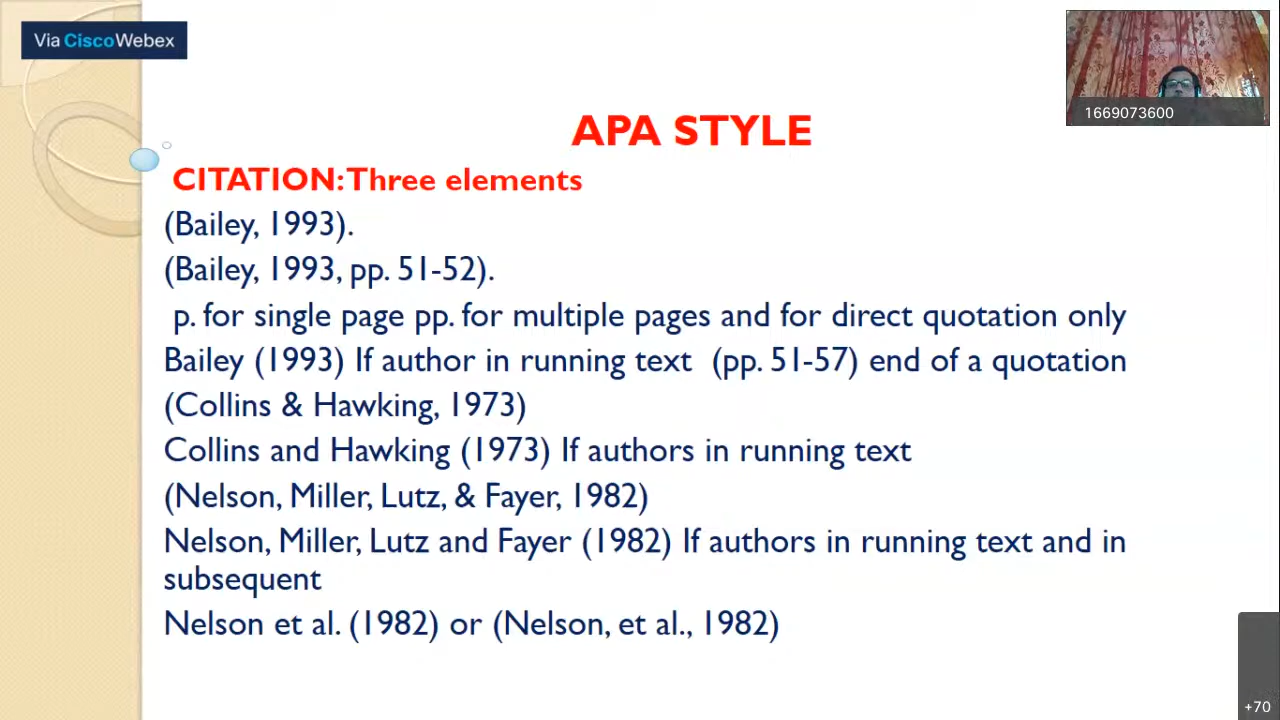 Via CiscoWebex
1669073600
APA STYLE
CITATION: Three elements
(Bailey, 1993).
(Bailey, 1993, pp. 51-52).
p. for single page pp. for multiple pages and for direct quotation only
Bailey (1993) If author in running text (pp. 51-57) end of a quotation
(Collins & Hawking, 1973)
Collins and Hawking (1973) If authors in running text
(Nelson, Miller, Lutz, & Fayer, 1982)
Nelson, Miller, Lutz and Fayer (1982) If authors in running text and in
subsequent
Nelson et al. (1982) or (Nelson, et al., 1982)
+70